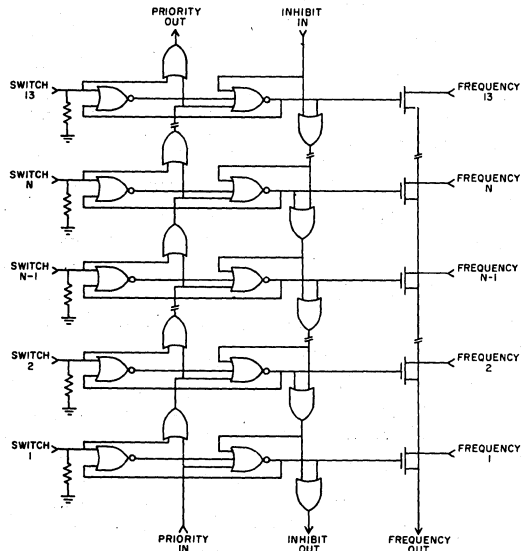 PRIORITY
OUT
INHIBIT
IN
SWITCH
13
FREQUENCY
13
SWITCH
N
FREQUENCY
N
SWITCH
N-1
FREQUENCY
N-1
SWITCH
2
FREQUENCY
2
SWITCH
1
FREQUENCY
1
PRIORITY
IN
INHIBIT
OUT
FREQUENCY
OUT